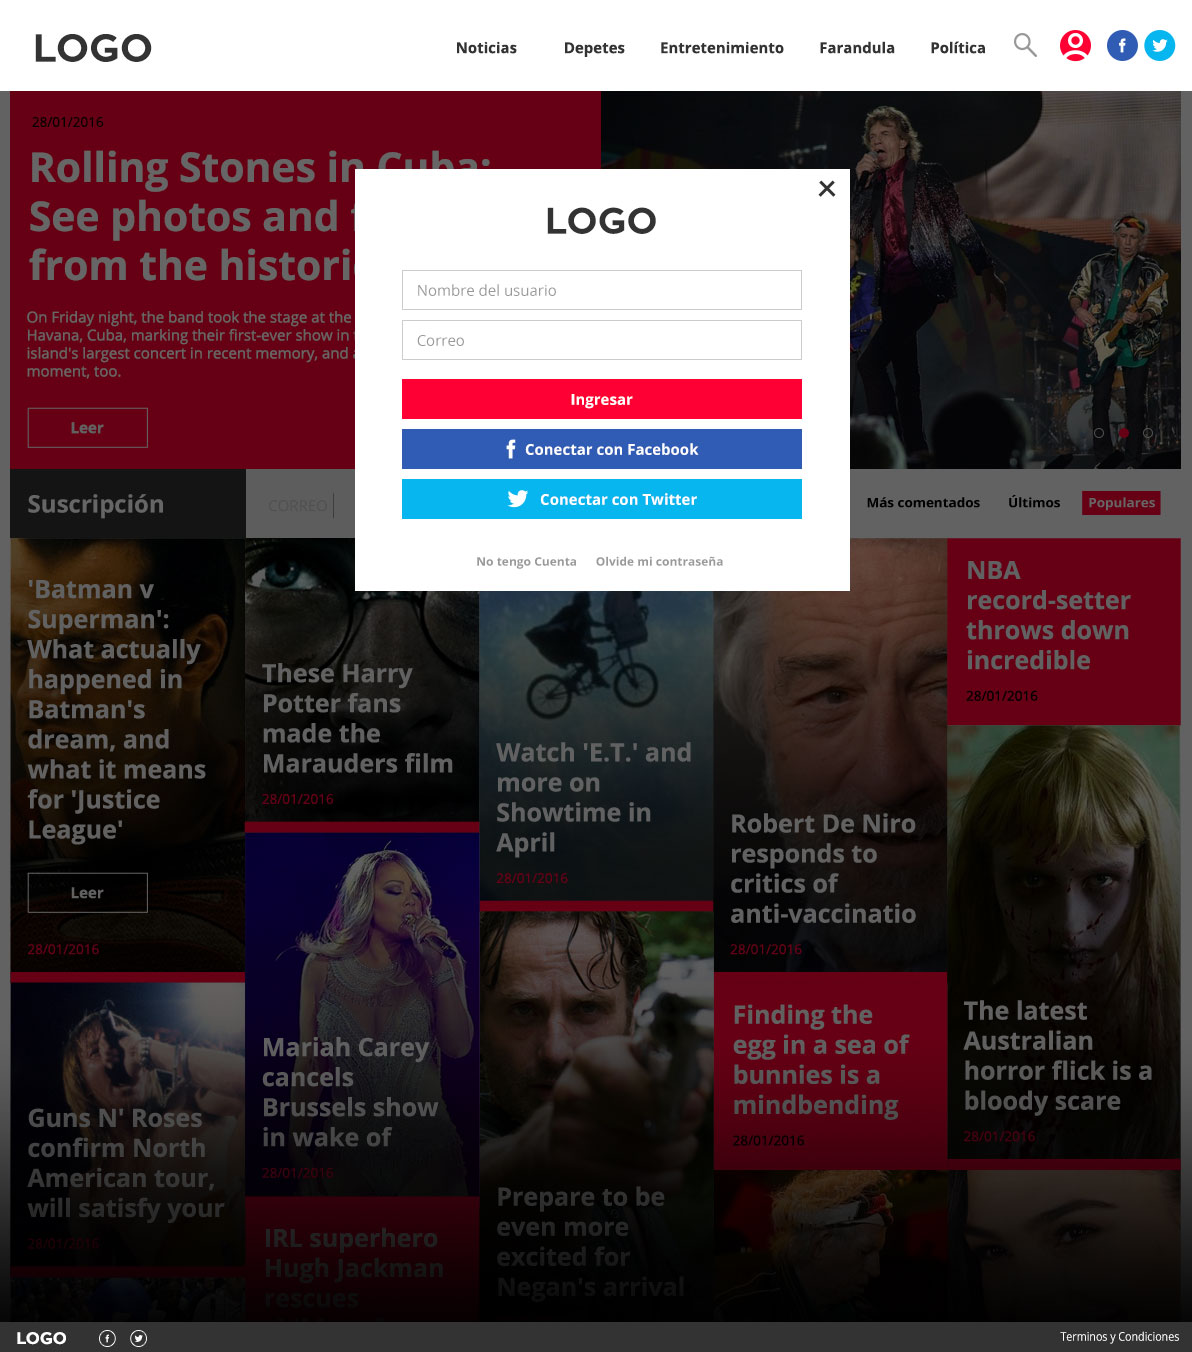 LOGO
Noticias Depetes Entretenimiento Farandula Política
28/01/2016
Rolling Stones in Cuba:
See photos and
from the histori
On Friday night, the band took the stage at the
Havana, Cuba, marking their first-ever show in
island's largest concert in recent memory, and
moment, too.
Leer
LOGO
Nombre del usuario
Correo
Ingresar
Conectar con Facebook
Conectar con Twitter
No tengo Cuenta Olvide mi contraseña
Suscripción
CORREO
Más comentados Últimos Populares
'Batman v
Superman':
What actually
happened in
Batman's
dream, and
what it means
for 'Justice
League'
Leer
28/01/2016
These Harry
Potter fans
made the
Marauders film
28/01/2016
Watch 'E.T.' and
more on
Showtime in
April
28/01/2016
Robert De Niro
responds to
critics of
anti-vaccinatio
28/01/2016
NBA
record-setter
throws down
incredible
28/01/2016
Guns N' Roses
confirm North
American tour,
will satisfy your
28/01/2016
Mariah Carey
cancels
Brussels show
in wake of
28/01/2016
IRL superhero
Hugh Jackman
rescues
Prepare to be
even more
excited for
Negan's arrival
Finding the
egg in a sea of
bunnies is a
mindbending
28/01/2016
The latest
Australian
horror flick is a
bloody scare
28/01/2016
LOGO
Terminos y Condiciones